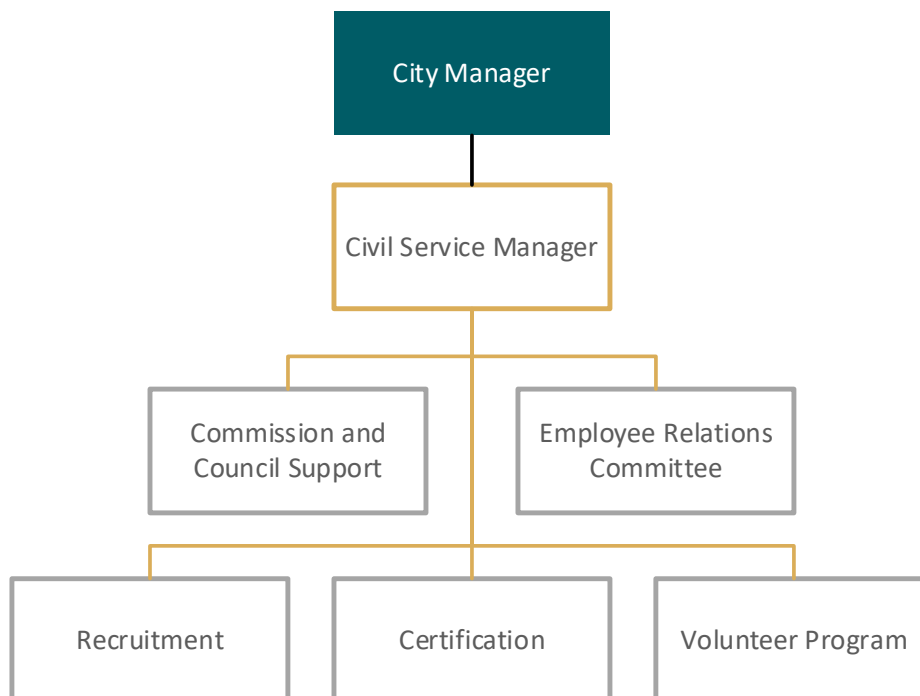 City Manager
Civil Service Manager
Commission and
Council Support
Employee Relations
Committee
Recruitment
Certification
Volunteer Program